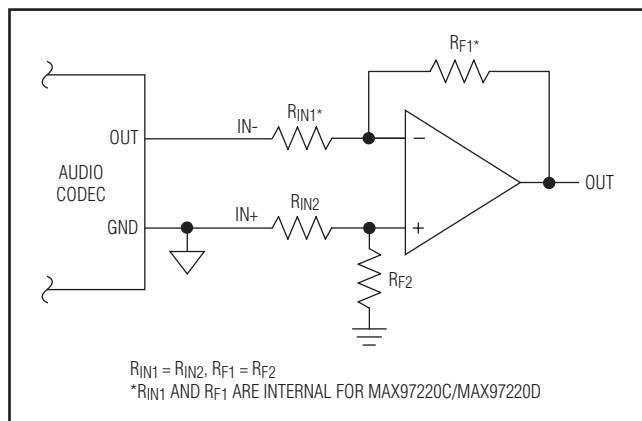 RF1*
RIN1*
IN-
OUT
AUDIO
CODEC
−
OUT
GND
IN+
RIN2
+
RF2
RIN1 = RIN2, RF1 = RF2
*RIN1 AND RF1 ARE INTERNAL FOR MAX97220C/MAX97220D